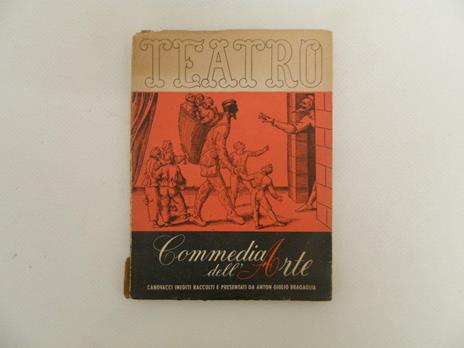 TEATRO
Commedia
dell'Arte
CANOVACCI INEDITI RACCOLTI E PRESENTATI DA ANTON GIULIO BRAGAGLIA